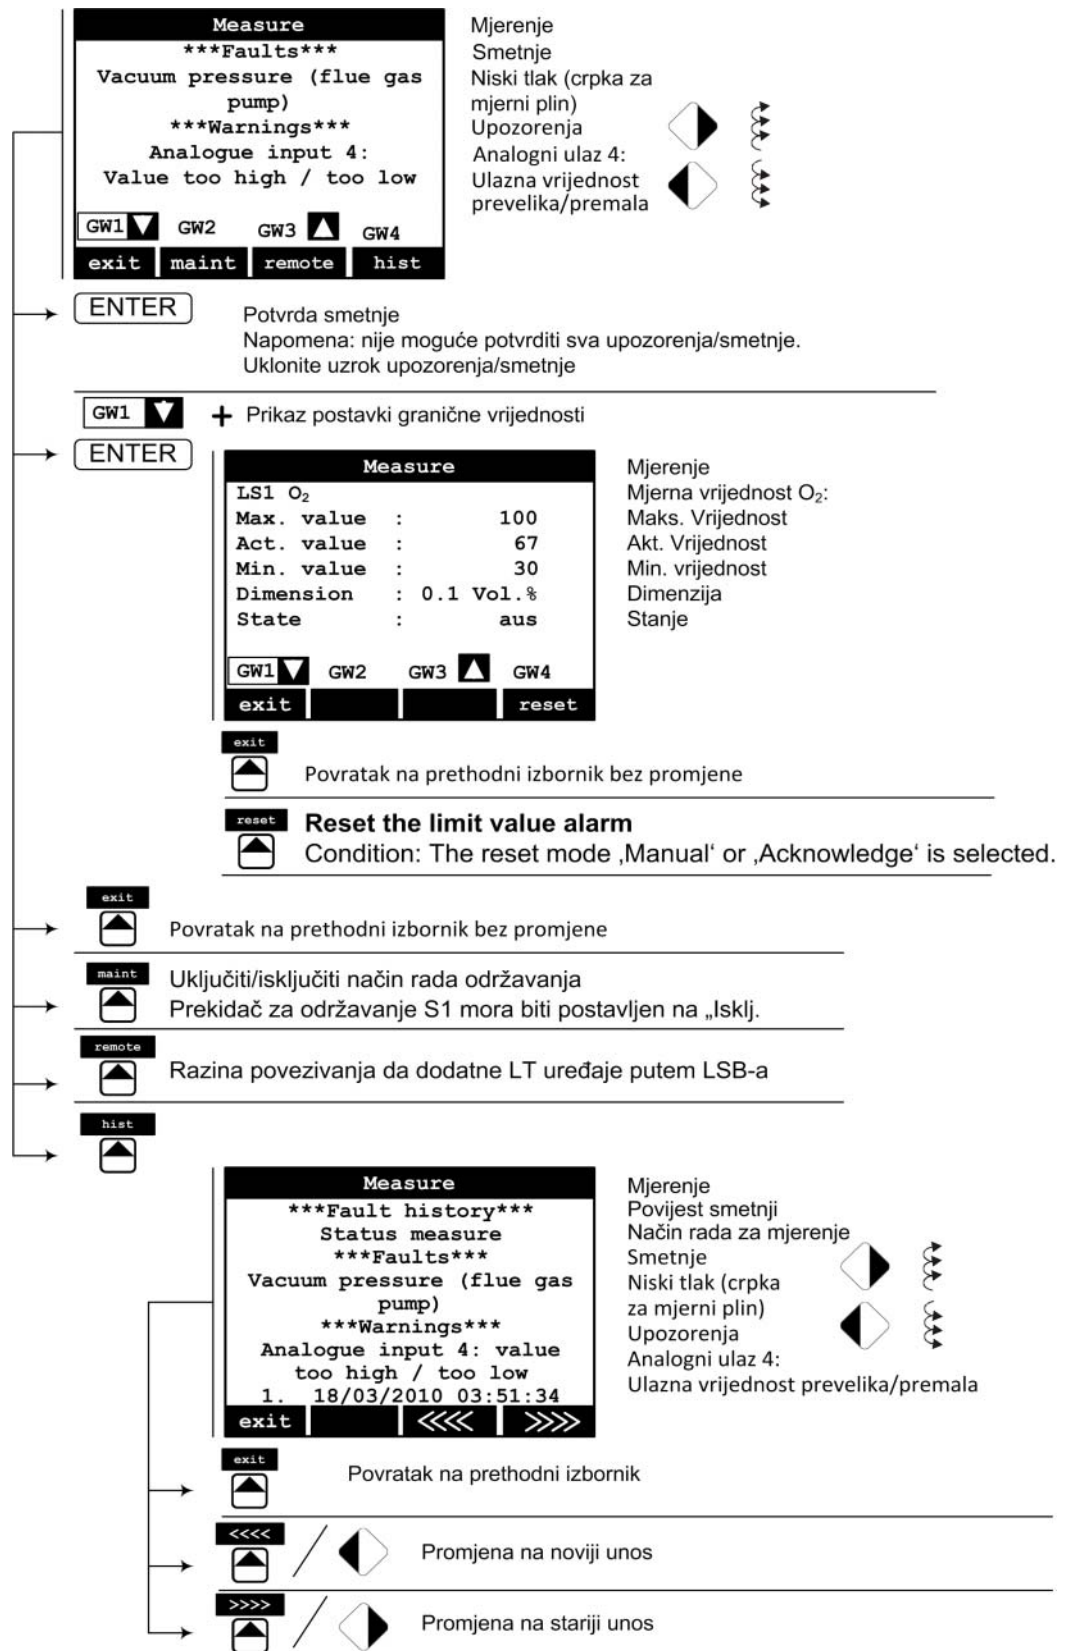 Measure
***Faults***
Vacuum pressure (flue gas
pump)
***Warnings***
Analogue input 4:
Value too high / too low
GW1 GW2 GW3 GW4
exit maint remote hist
Mjerenje
Smetnje
Niski tlak (crpka za
mjerni plin)
Upozorenja
Analogni ulaz 4:
Ulazna vrijednost
prevelika/premala
ENTER
Potvrda smetnje
Napomena: nije moguće potvrditi sva upozorenja/smetnje.
Uklonite uzrok upozorenja/smetnje
GW1 + Prikaz postavki granične vrijednosti
ENTER
Measure
LS1 O₂
Max. value : 100
Act. value : 67
Min. value : 30
Dimension : 0.1 Vol.%
State : aus
GW1 GW2 GW3 GW4
exit reset
Mjerenje
Mjerna vrijednost O₂:
Maks. Vrijednost
Akt. Vrijednost
Min. vrijednost
Dimenzija
Stanje
exit
Povratak na prethodni izbornik bez promjene
reset
Reset the limit value alarm
Condition: The reset mode ‚Manual‘ or ‚Acknowledge‘ is selected.
exit
Povratak na prethodni izbornik bez promjene
maint
Uključiti/isključiti način rada održavanja
Prekidač za održavanje S1 mora biti postavljen na „Isklj.
remote
Razina povezivanja da dodatne LT uređaje putem LSB-a
hist
Measure
***Fault history***
Status measure
***Faults***
Vacuum pressure (flue gas
pump)
***Warnings***
Analogue input 4: value
too high / too low
1. 18/03/2010 03:51:34
exit <<<< >>>>
Mjerenje
Povijest smetnji
Način rada za mjerenje
Smetnje
Niski tlak (crpka
za mjerni plin)
Upozorenja
Analogni ulaz 4:
Ulazna vrijednost prevelika/premala
exit
Povratak na prethodni izbornik
<<<<
/ Promjena na noviji unos
>>>>
/ Promjena na stariji unos